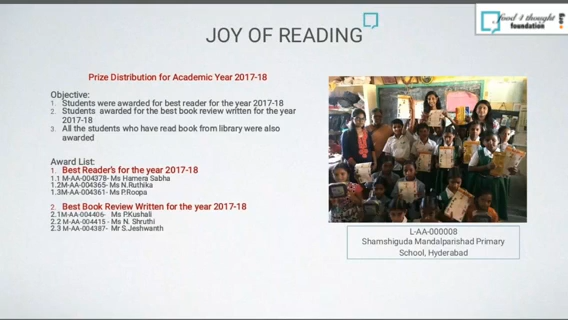 food 4 thought
foundation
JOY OF READING
Prize Distribution for Academic Year 2017-18
Objective:
1. Students were awarded for best reader for the year 2017-18
2. Students awarded for the best book review written for the year
2017-18
3. All the students who have read book from library were also
awarded
Award List:
1. Best Reader's for the year 2017-18
1.1 M-AA-004378- Ms Hamera Sabha
1.2M-AA-004365- Ms N.Ruthika
1.3M-AA-004361- Ms P.Roopa
2. Best Book Review Written for the year 2017-18
2.1M-AA-004406- Ms P.Kushali
2.2 M-AA-004415 - Ms N. Shruthi
2.3 M-AA-004387- Mr S.Jeshwanth
L-AA-000008
Shamshiguda Mandalparishad Primary
School, Hyderabad